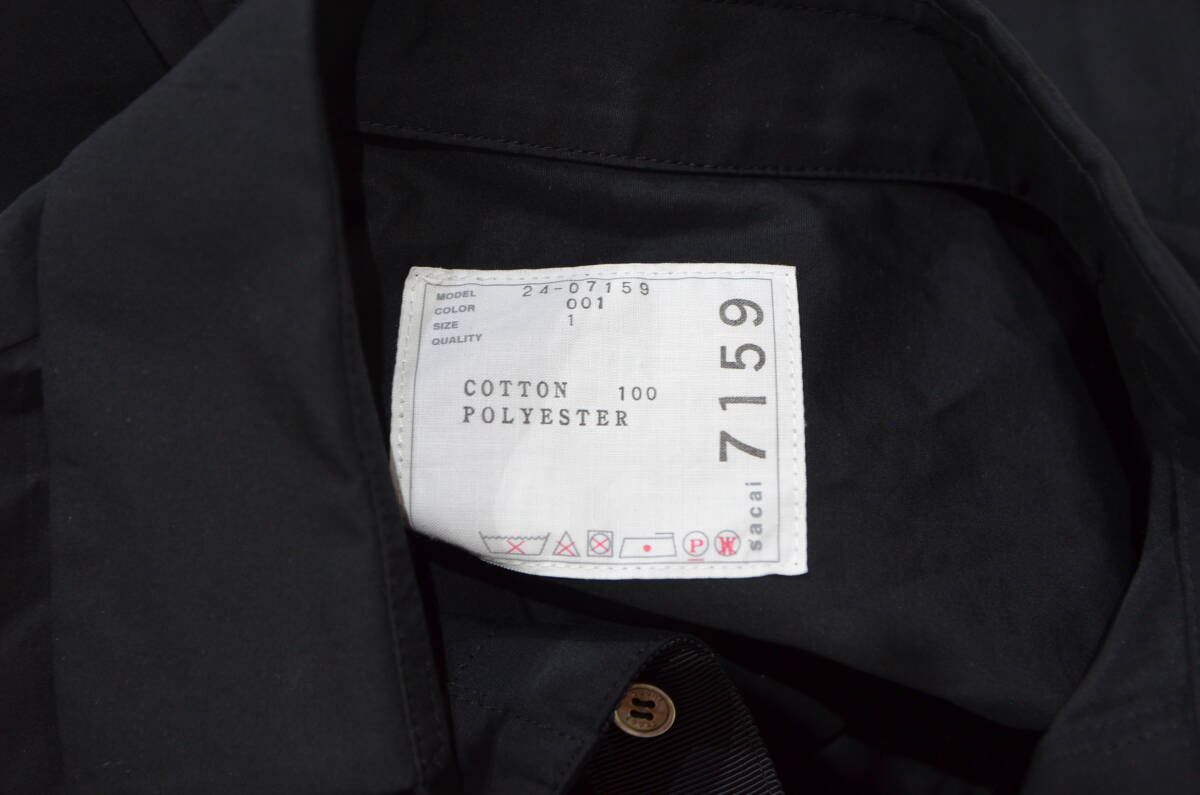 MODEL 24-07159
COLOR 001
SIZE 1
QUALITY
COTTON 100
POLYESTER
P
W
sacai 7159